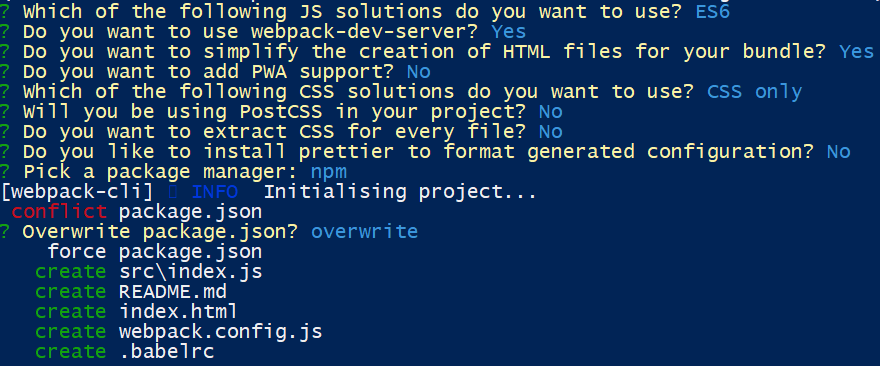 ? Which of the following JS solutions do you want to use? ES6
? Do you want to use webpack-dev-server? Yes
? Do you want to simplify the creation of HTML files for your bundle? Yes
? Do you want to add PWA support? No
? Which of the following CSS solutions do you want to use? CSS only
? Will you be using PostCSS in your project? No
? Do you want to extract CSS for every file? No
? Do you like to install prettier to format generated configuration? No
? Pick a package manager: npm
[webpack-cli] INFO  Initialising project...
 conflict package.json
? Overwrite package.json? overwrite
    force package.json
   create src\index.js
   create README.md
   create index.html
   create webpack.config.js
   create .babelrc